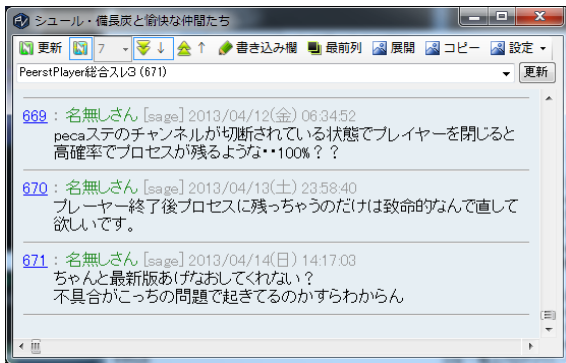 シュール・備長炭と愉快な仲間たち
更新 7 ↓ ↑ 書き込み欄 最前列 展開 コピー 設定
PeerstPlayer総合スレ3 (671) 更新
669 : 名無しさん [sage] 2013/04/12(金) 06:34:52
pecaステのチャンネルが切断されている状態でプレイヤーを閉じると
高確率でプロセスが残るような・・100%？？
670 : 名無しさん [sage] 2013/04/13(土) 23:58:40
プレーヤー終了後プロセスに残っちゃうのだけは致命的なんで直して
欲しいです。
671 : 名無しさん [sage] 2013/04/14(日) 14:17:03
ちゃんと最新版あげなおしてくれない？
不具合がこっちの問題で起きてるのかすらわからん